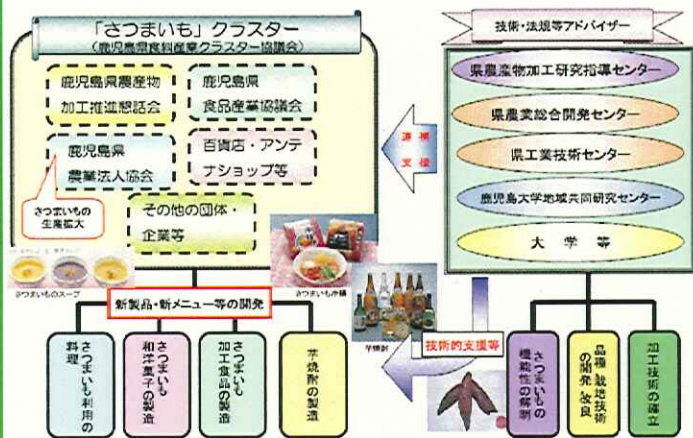 「さつまいも」クラスター
(鹿児島県食料産業クラスター協議会)
鹿児島県農産物
加工推進懇話会
鹿児島県
食品産業協議会
鹿児島県
農業法人協会
百貨店・アンテ
ナショップ等
さつまいもの
生産拡大
その他の団体・
企業等
さつまいものスープ
さつまいも冷麺
新製品・新メニュー等の開発
さつまいも利用の
料理
さつまいも
和洋菓子の製造
さつまいも
加工食品の製造
芋焼酎の製造
芋焼酎
連携
支援
技術・法規等アドバイザー
県農産物加工研究指導センター
県農業総合開発センター
県工業技術センター
鹿児島大学地域共同研究センター
大学等
技術的支援等
さつまいもの
機能性の解明
品種・栽培技術
の開発・改良
加工技術の確立